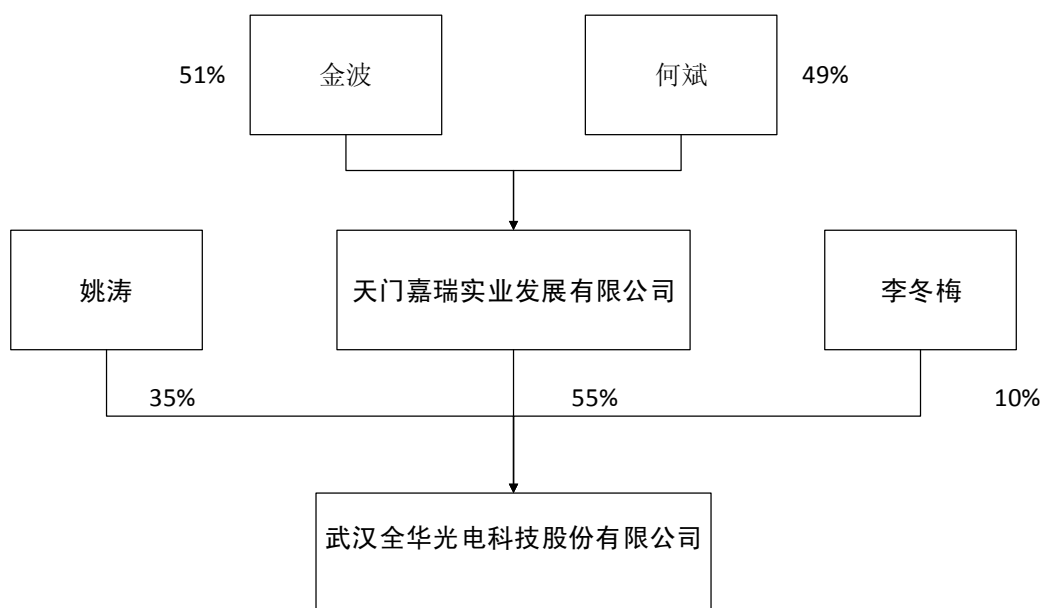 51%
金波
何斌
49%
姚涛
天门嘉瑞实业发展有限公司
李冬梅
35%
55%
10%
武汉全华光电科技股份有限公司